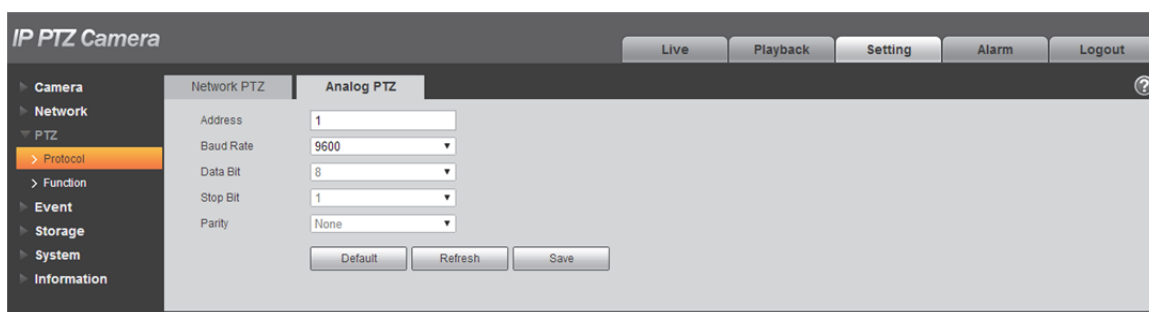 IP PTZ Camera
Live Playback Setting Alarm Logout
Camera
Network
PTZ
> Protocol
> Function
Event
Storage
System
Information
Network PTZ Analog PTZ
?
Address 1
Baud Rate 9600
Data Bit 8
Stop Bit 1
Parity None
Default Refresh Save